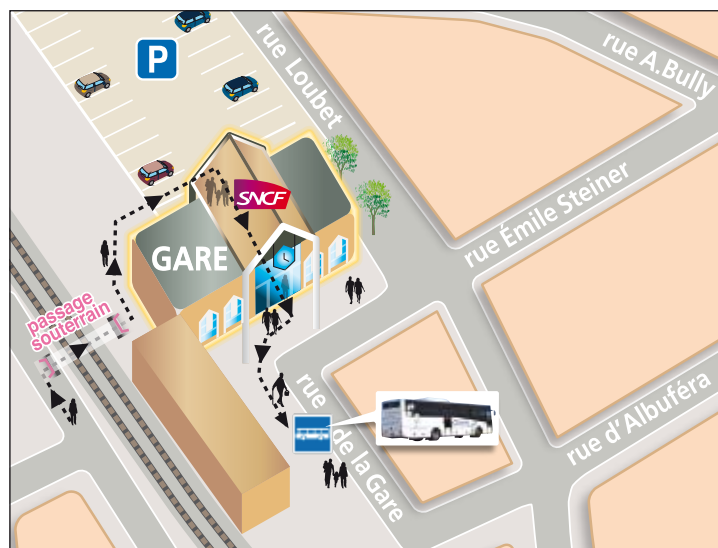 P
rue Loubet
rue A.Bully
SNCF
rue Émile Steiner
GARE
passage
souterrain
rue d'Albuféra
rue de la Gare